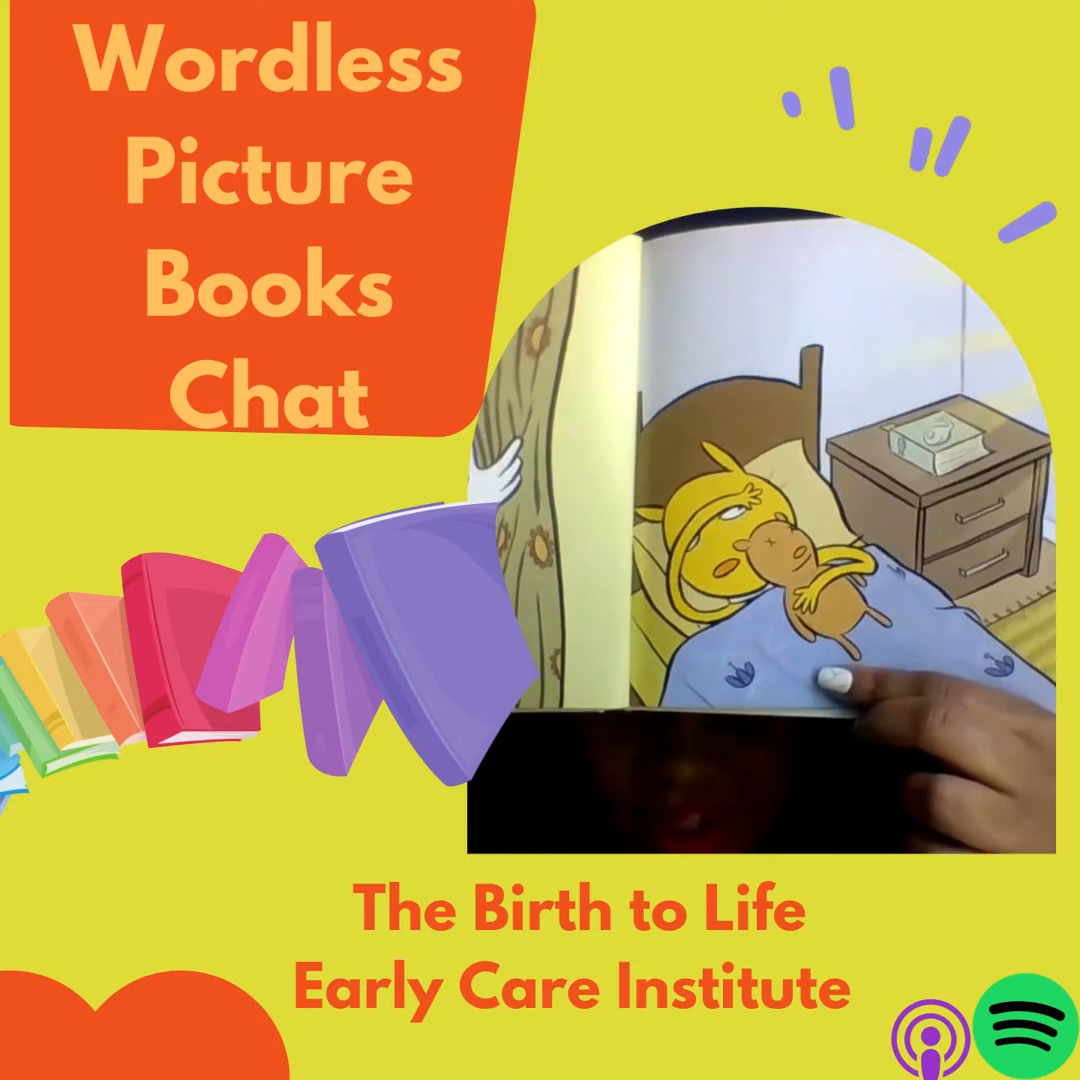 Wordless
Picture
Books
Chat
The Birth to Life
Early Care Institute